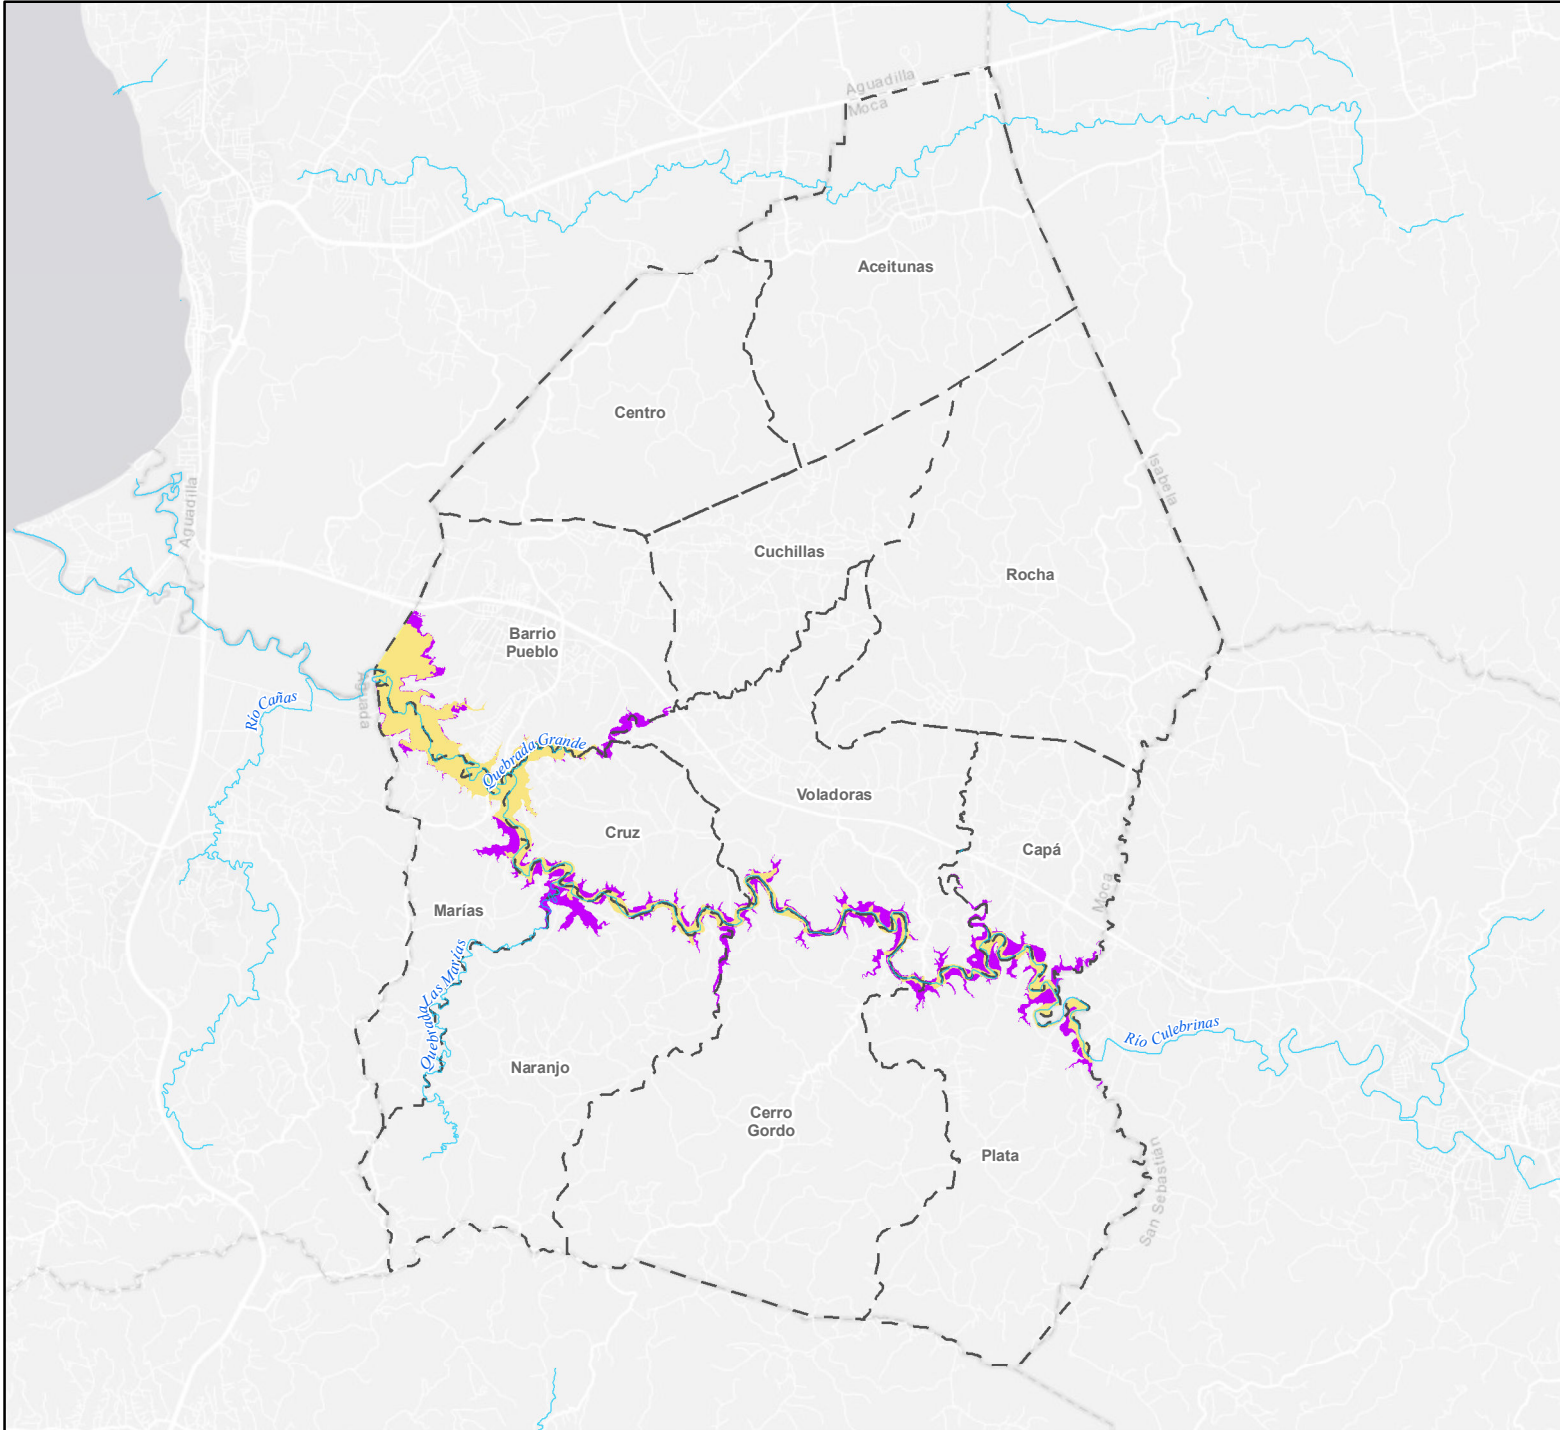 Aguadilla
Moca
Aceitunas
Centro
Isabela
Aguadilla
Cuchillas
Rocha
Barrio
Pueblo
Aguada
Río Cañas
Quebrada Grande
Voladoras
Cruz
Capá
Moca
Marías
Quebrada Las Marías
Río Culebrinas
Naranjo
Cerro
Gordo
Plata
San Sebastián